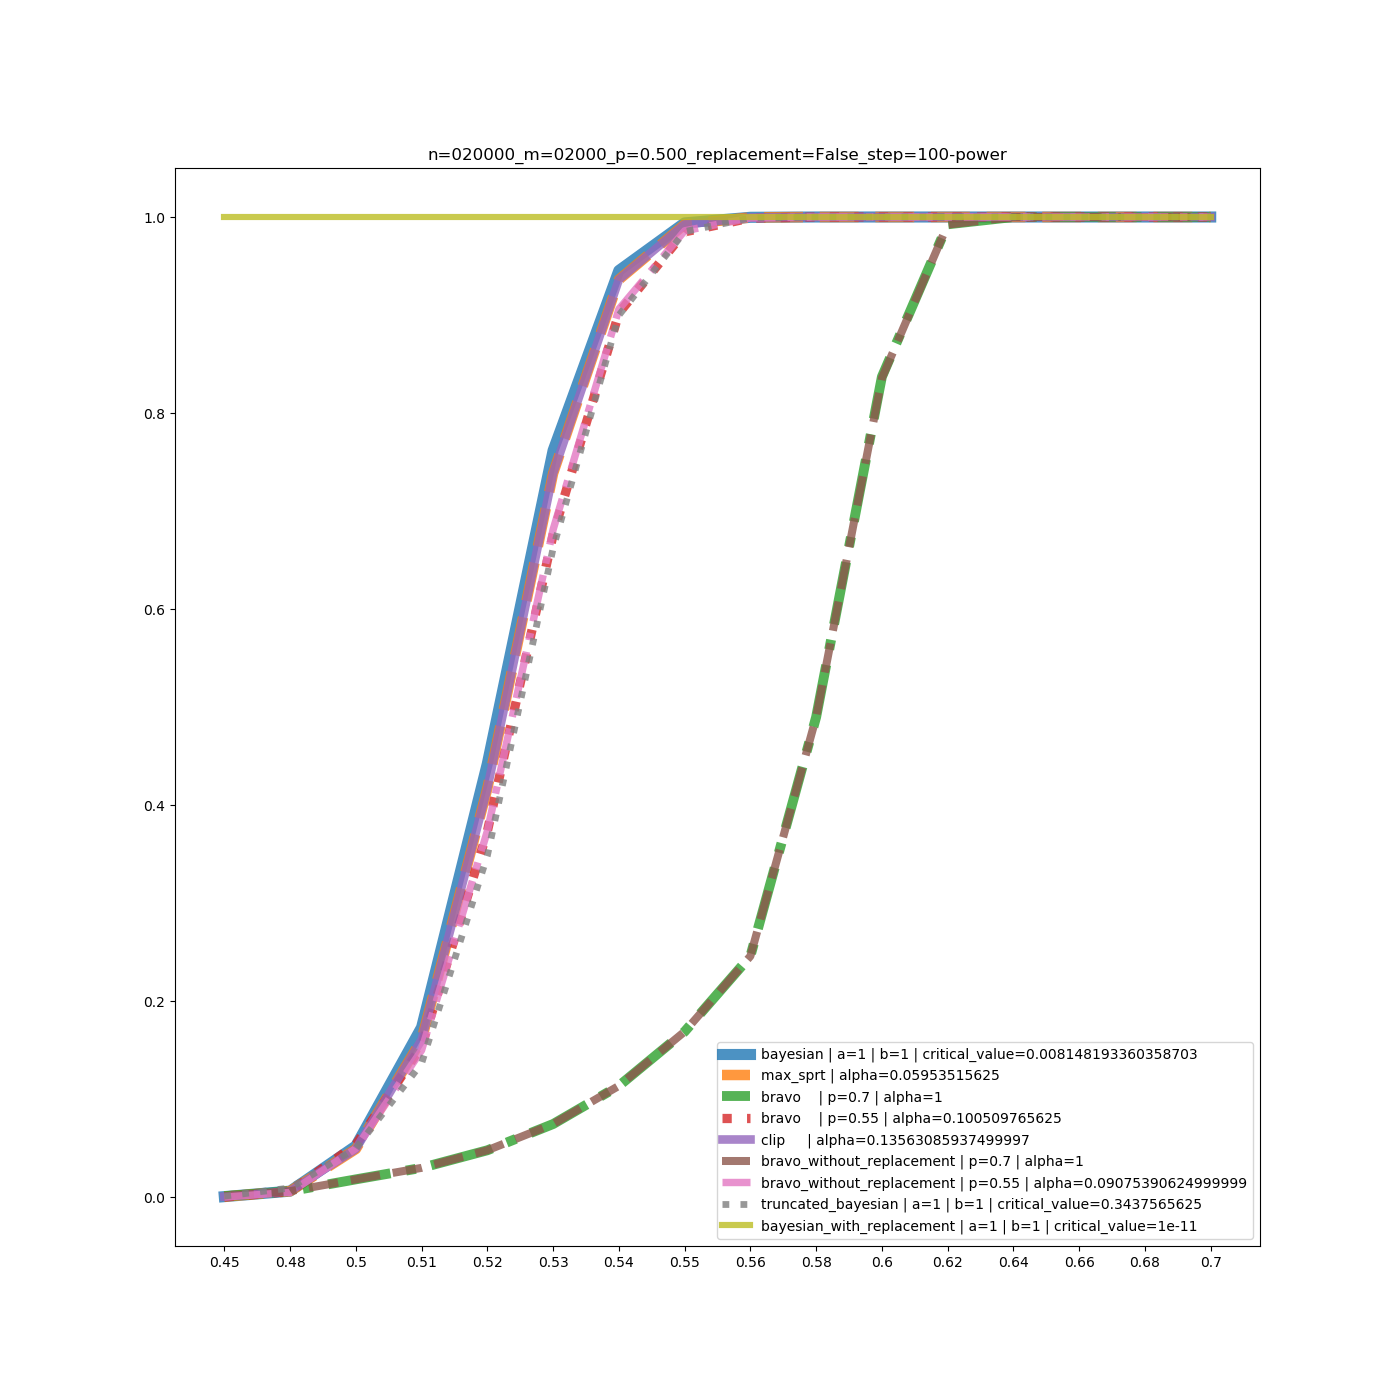 n=020000_m=02000_p=0.500_replacement=False_step=100-power
1.0
0.8
0.6
0.4
0.2
0.0
bayesian | a=1 | b=1 | critical_value=0.008148193360358703
max_sprt | alpha=0.05953515625
bravo    | p=0.7 | alpha=1
bravo    | p=0.55 | alpha=0.100509765625
clip     | alpha=0.13563085937499997
bravo_without_replacement | p=0.7 | alpha=1
bravo_without_replacement | p=0.55 | alpha=0.09075390624999999
truncated_bayesian | a=1 | b=1 | critical_value=0.3437565625
bayesian_with_replacement | a=1 | b=1 | critical_value=1e-11
0.45 0.48 0.5 0.51 0.52 0.53 0.54 0.55 0.56 0.58 0.6 0.62 0.64 0.66 0.68 0.7